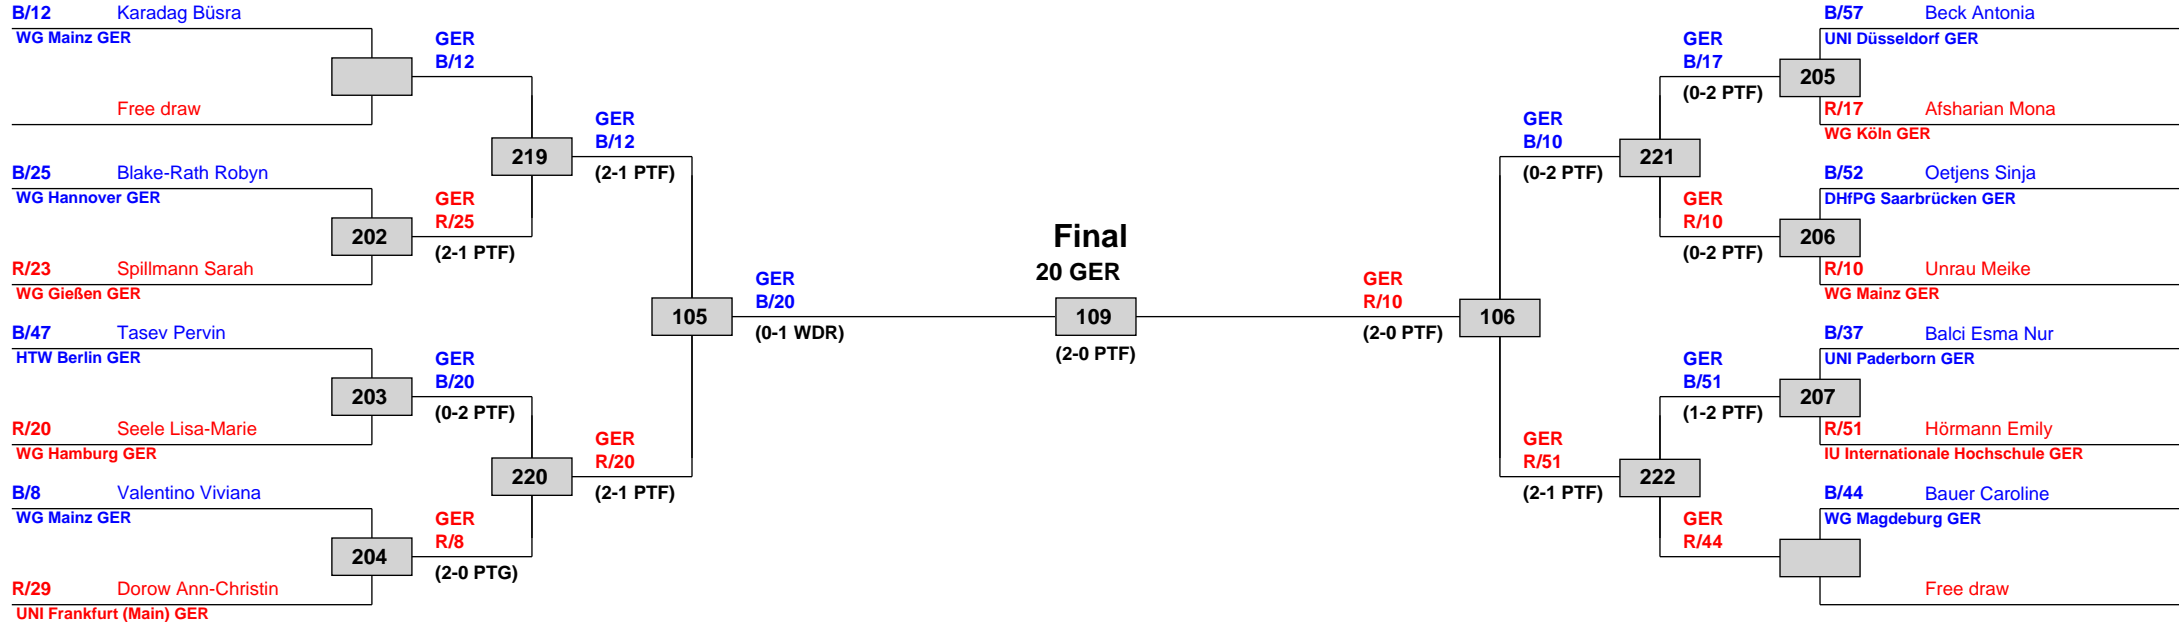 B/12 Karadag Büsra
WG Mainz GER
GER
B/12
Free draw
B/25 Blake-Rath Robyn
WG Hannover GER
202
GER
R/25
(2-1 PTF)
R/23 Spillmann Sarah
WG Gießen GER
219
GER
B/12
(2-1 PTF)
B/47 Tasev Pervin
HTW Berlin GER
203
GER
B/20
(0-2 PTF)
R/20 Seele Lisa-Marie
WG Hamburg GER
220
GER
R/20
(2-1 PTF)
B/8 Valentino Viviana
WG Mainz GER
204
GER
R/8
(2-0 PTG)
R/29 Dorow Ann-Christin
UNI Frankfurt (Main) GER
105
GER
B/20
(0-1 WDR)
Final
20 GER
109
(2-0 PTF)
GER
R/10
(2-0 PTF)
106
GER
B/10
(0-2 PTF)
221
GER
R/51
(2-1 PTF)
222
GER
B/17
(0-2 PTF)
205
B/57 Beck Antonia
UNI Düsseldorf GER
R/17 Afsharian Mona
WG Köln GER
GER
R/10
(0-2 PTF)
206
B/52 Oetjens Sinja
DHfPG Saarbrücken GER
R/10 Unrau Meike
WG Mainz GER
GER
B/51
(1-2 PTF)
207
B/37 Balci Esma Nur
UNI Paderborn GER
R/51 Hörmann Emily
IU Internationale Hochschule GER
GER
R/44
B/44 Bauer Caroline
WG Magdeburg GER
Free draw